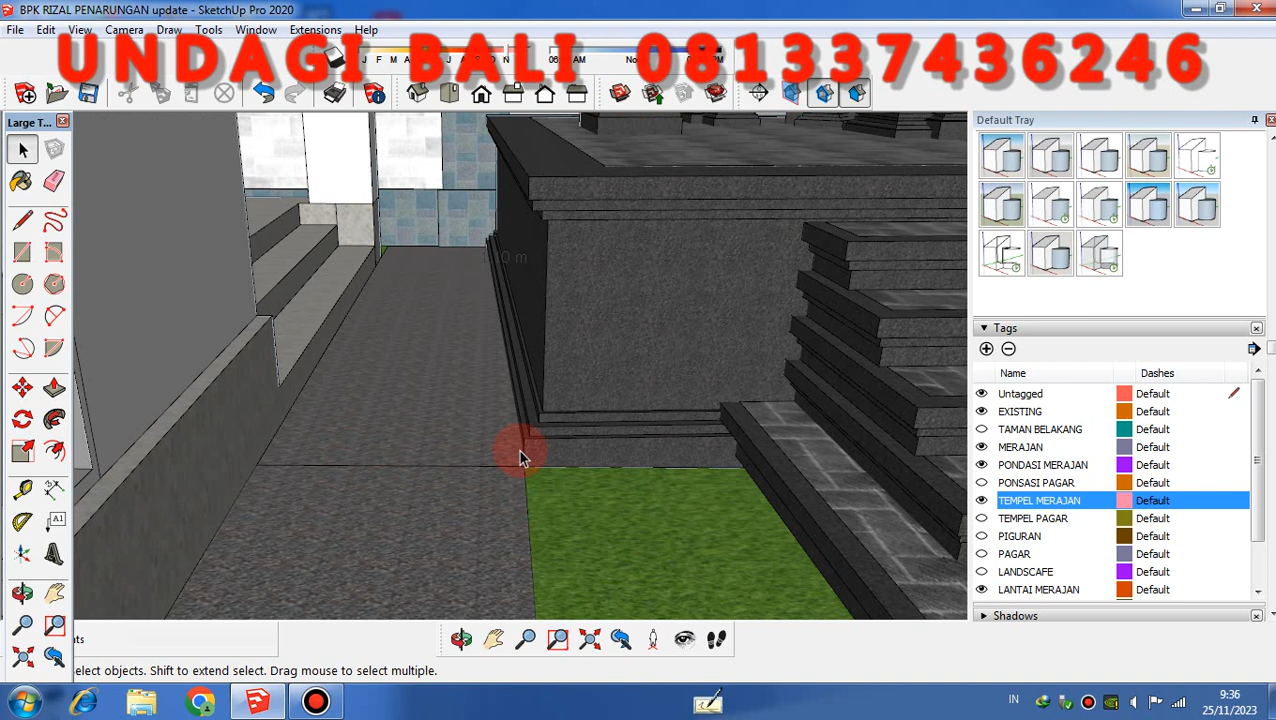 BPK RIZAL PENARUNGAN update - SketchUp Pro 2020
File Edit View Camera Draw Tools Window Extensions Help
UNDAGI BALI 081337436246
J F M A
Large T...
Default Tray
0 m
A1
Tags
Name Dashes
Untagged Default
EXISTING Default
TAMAN BELAKANG Default
MERAJAN Default
PONDASI MERAJAN Default
PONSASI PAGAR Default
TEMPEL MERAJAN Default
TEMPEL PAGAR Default
PIGURAN Default
PAGAR Default
LANDSCAPE Default
LANTAI MERAJAN Default
Shadows
elect objects. Shift to extend select. Drag mouse to select multiple.
IN
9:36
25/11/2023